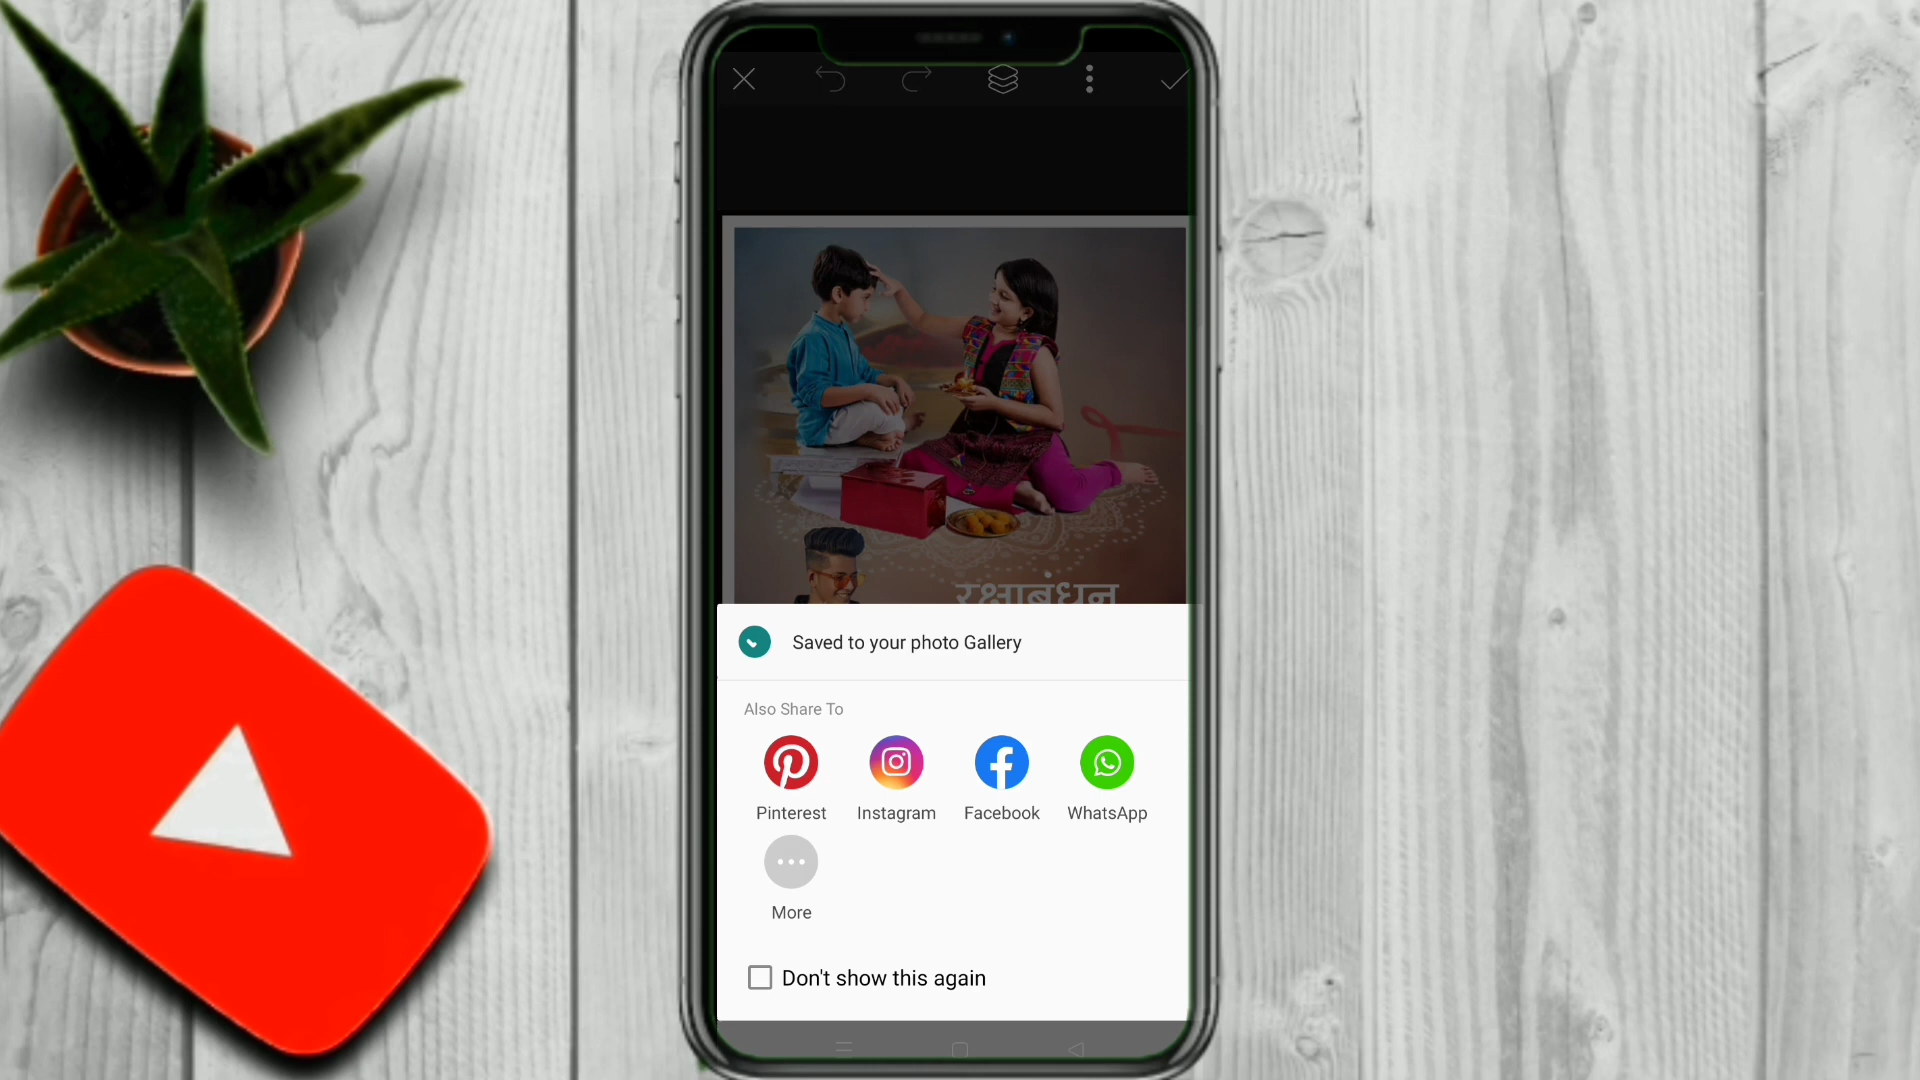 रक्षाबंधन
Saved to your photo Gallery
Also Share To
Pinterest Instagram Facebook WhatsApp
More
Don't show this again